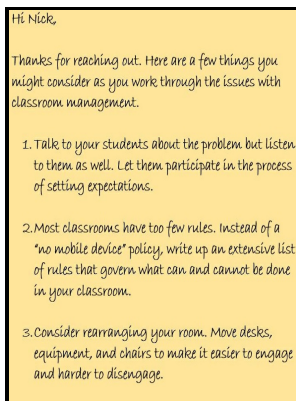 Hi Nick,
Thanks for reaching out. Here are a few things you
might consider as you work through the issues with
classroom management.
1. Talk to your students about the problem but listen
to them as well. Let them participate in the process
of setting expectations.
2. Most classrooms have too few rules. Instead of a
"no mobile device" policy, write up an extensive list
of rules that govern what can and cannot be done
in your classroom.
3. Consider rearranging your room. Move desks,
equipment, and chairs to make it easier to engage
and harder to disengage.